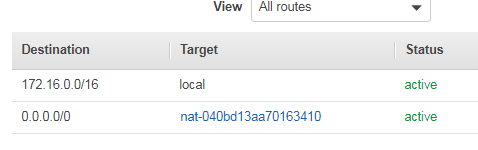 View All routes
Destination Target Status
172.16.0.0/16 local active
0.0.0.0/0 nat-040bd13aa70163410 active